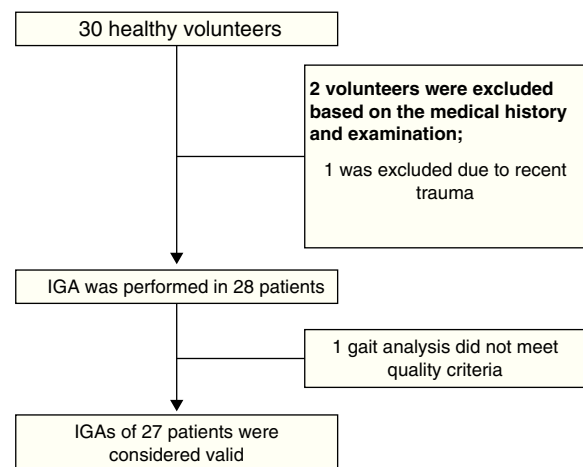 30 healthy volunteers
2 volunteers were excluded
based on the medical history
and examination;
1 was excluded due to recent
trauma
IGA was performed in 28 patients
1 gait analysis did not meet
quality criteria
IGAs of 27 patients were
considered valid